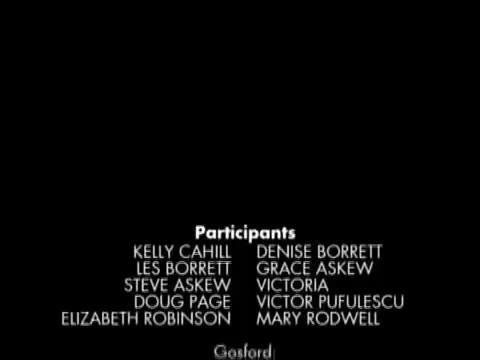 Participants
KELLY CAHILL DENISE BORRETT
LES BORRETT GRACE ASKEW
STEVE ASKEW VICTORIA
DOUG PAGE VICTOR PUFULESCU
ELIZABETH ROBINSON MARY RODWELL
Gosford